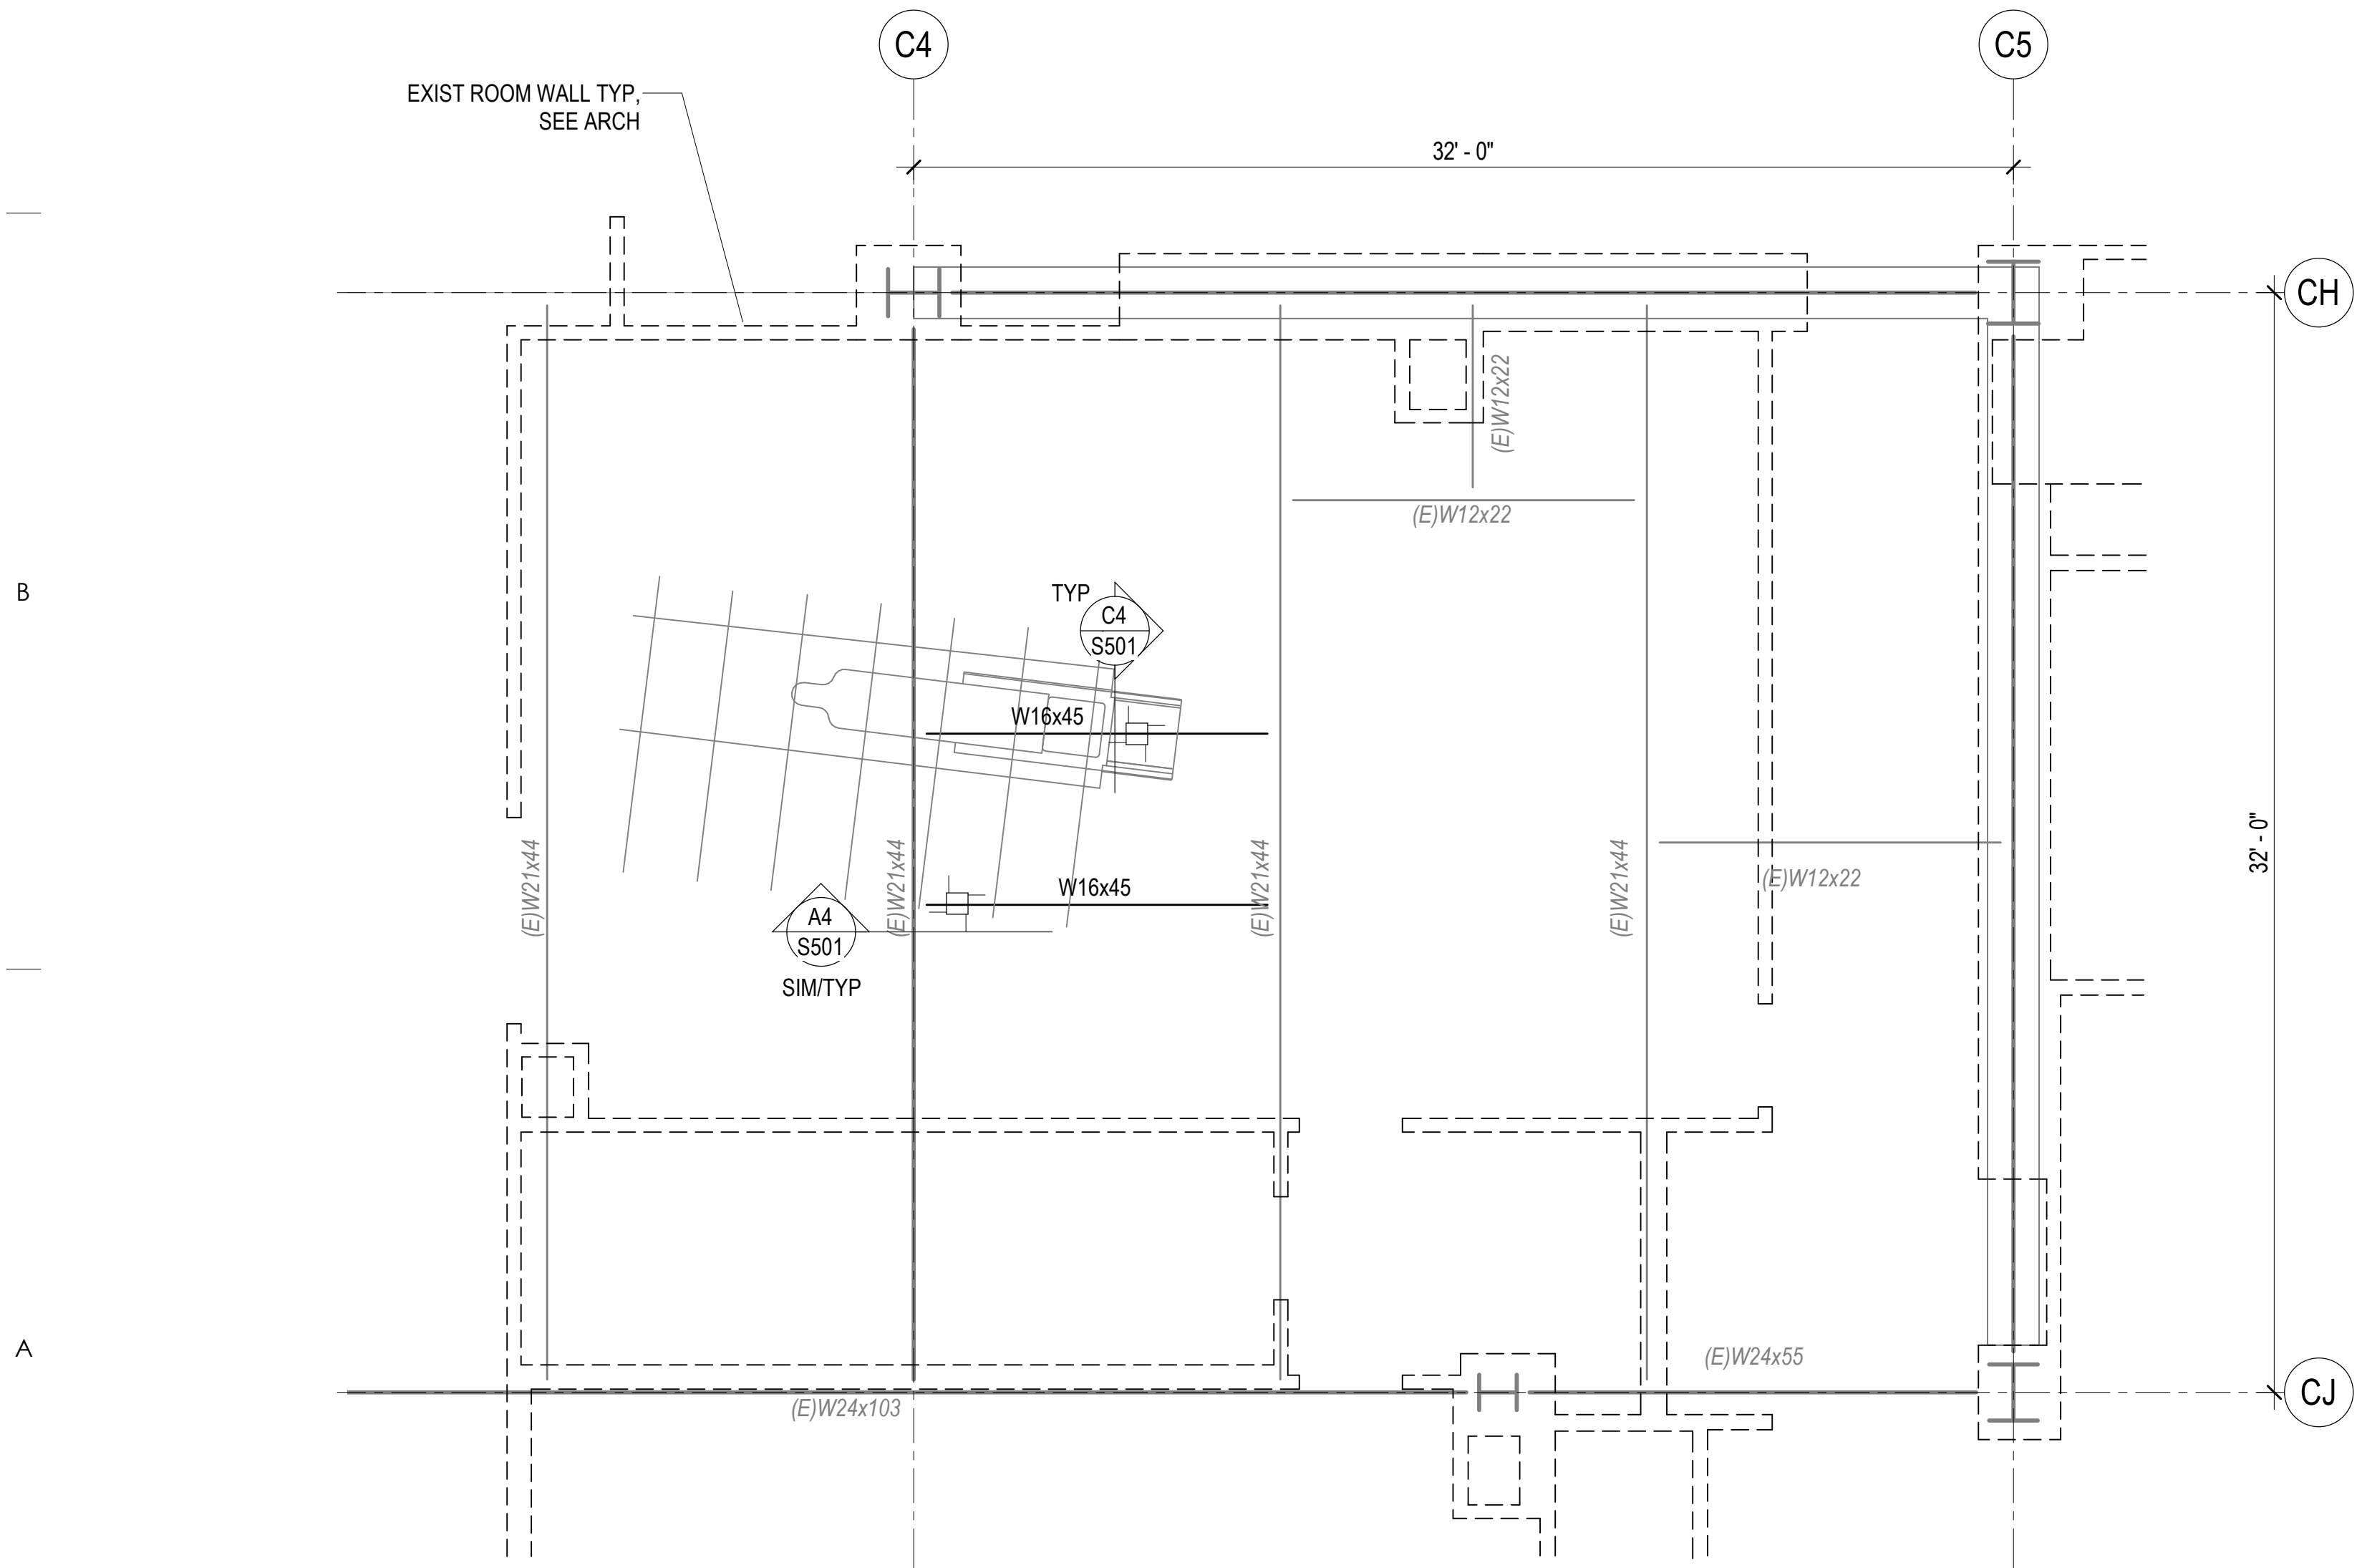 C4
C5
EXIST ROOM WALL TYP,
SEE ARCH
32' - 0"
CH
(E)W12x22
(E)W12x22
B
TYP
C4
S501
W16x45
32' - 0"
(E)W21x44
(E)W21x44
(E)W21x44
(E)W21x44
(E)W12x22
W16x45
A4
S501
SIM/TYP
A
(E)W24x55
CJ
(E)W24x103